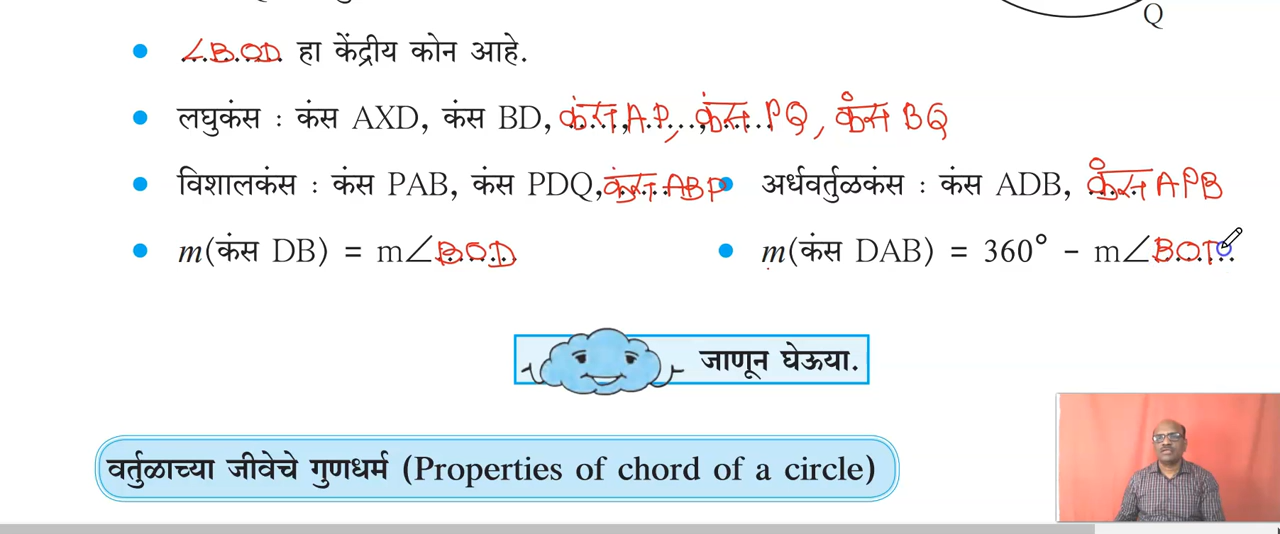 Q
• ∠BOD हा केंद्रीय कोन आहे.
• लघुकंस : कंस AXD, कंस BD, कंस AP, कंस PQ, कंस BQ
• विशालकंस : कंस PAB, कंस PDQ, कंस ABP • अर्धवर्तुळकंस : कंस ADB, कंस APB
• m(कंस DB) = m∠BOD • m(कंस DAB) = 360° - m∠BOD
जाणून घेऊया.
वर्तुळाच्या जीवेचे गुणधर्म (Properties of chord of a circle)